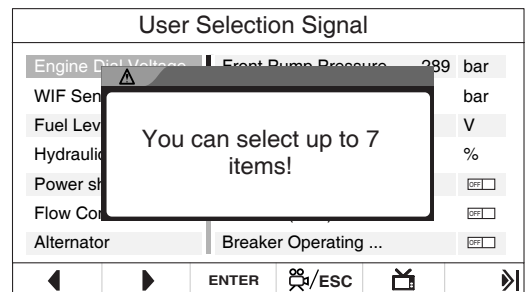 User Selection Signal
Engine Dial Voltage Front Pump Pressure 289 bar
WIF Sen bar
Fuel Lev V
Hydraulic %
Power sh OFF
Flow Con OFF
Alternator Breaker Operating ... OFF
You can select up to 7
items!
ENTER /ESC